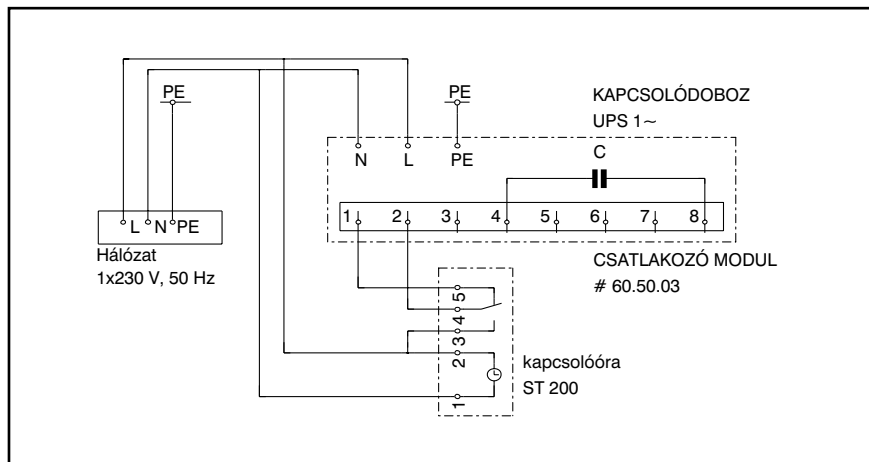 PE
PE
KAPCSOLÓDOBOZ
UPS 1~
N L PE
C
1 2 3 4 5 6 7 8
L N PE
Hálózat
1x230 V, 50 Hz
CSATLAKOZÓ MODUL
# 60.50.03
5
4
3
2
1
kapcsolóóra
ST 200